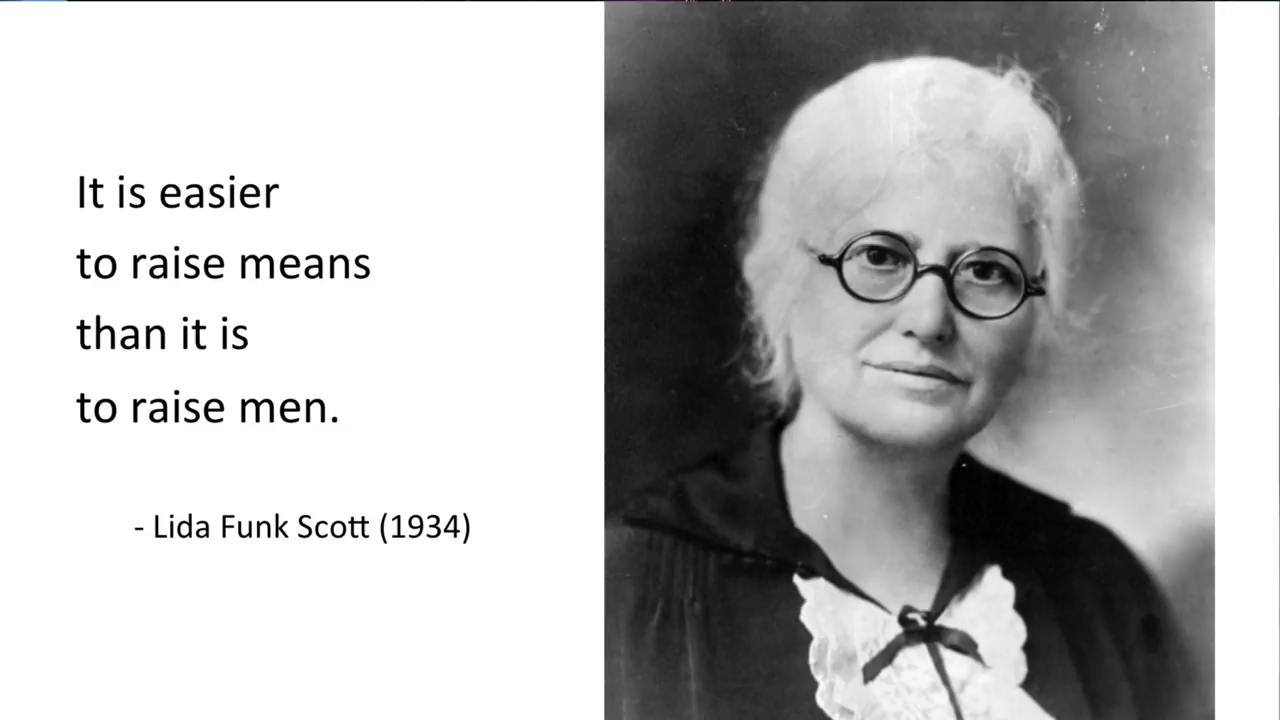 It is easier
to raise means
than it is
to raise men.
- Lida Funk Scott (1934)